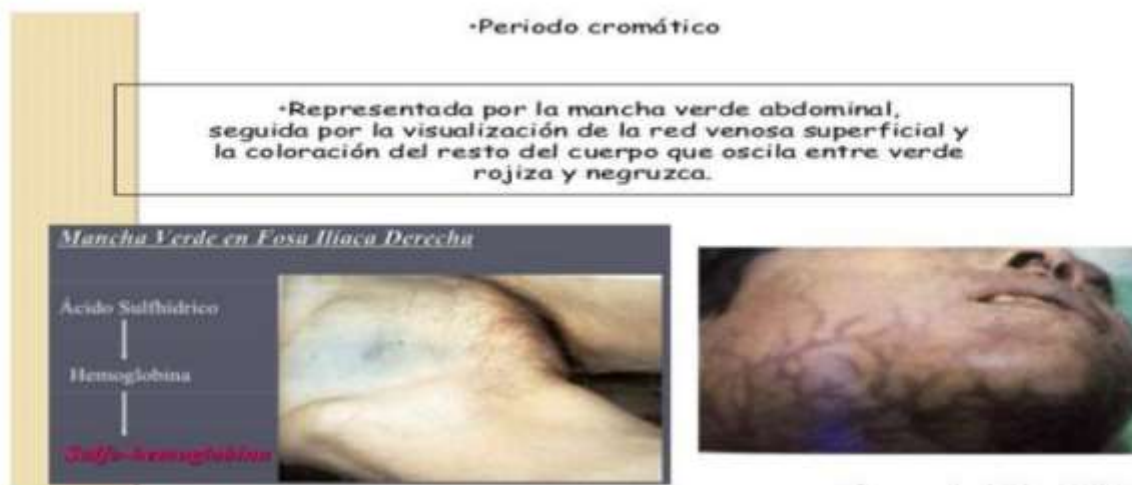 •Periodo cromático
•Representada por la mancha verde abdominal,
seguida por la visualización de la red venosa superficial y
la coloración del resto del cuerpo que oscila entre verde
rojiza y negruzca.
Mancha Verde en Fosa Ilíaca Derecha
Ácido Sulfhídrico
Hemoglobina
Sulfo-hemoglobina